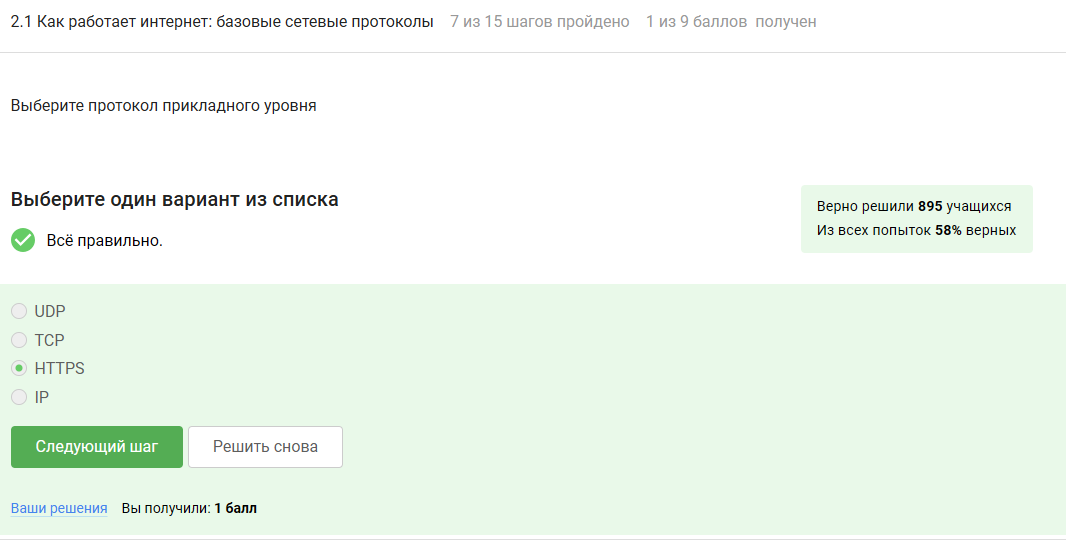 2.1 Как работает интернет: базовые сетевые протоколы 7 из 15 шагов пройдено 1 из 9 баллов получен
Выберите протокол прикладного уровня
Выберите один вариант из списка
Верно решили 895 учащихся
Из всех попыток 58% верных
Всё правильно.
UDP
TCP
HTTPS
IP
Следующий шаг Решить снова
Ваши решения Вы получили: 1 балл